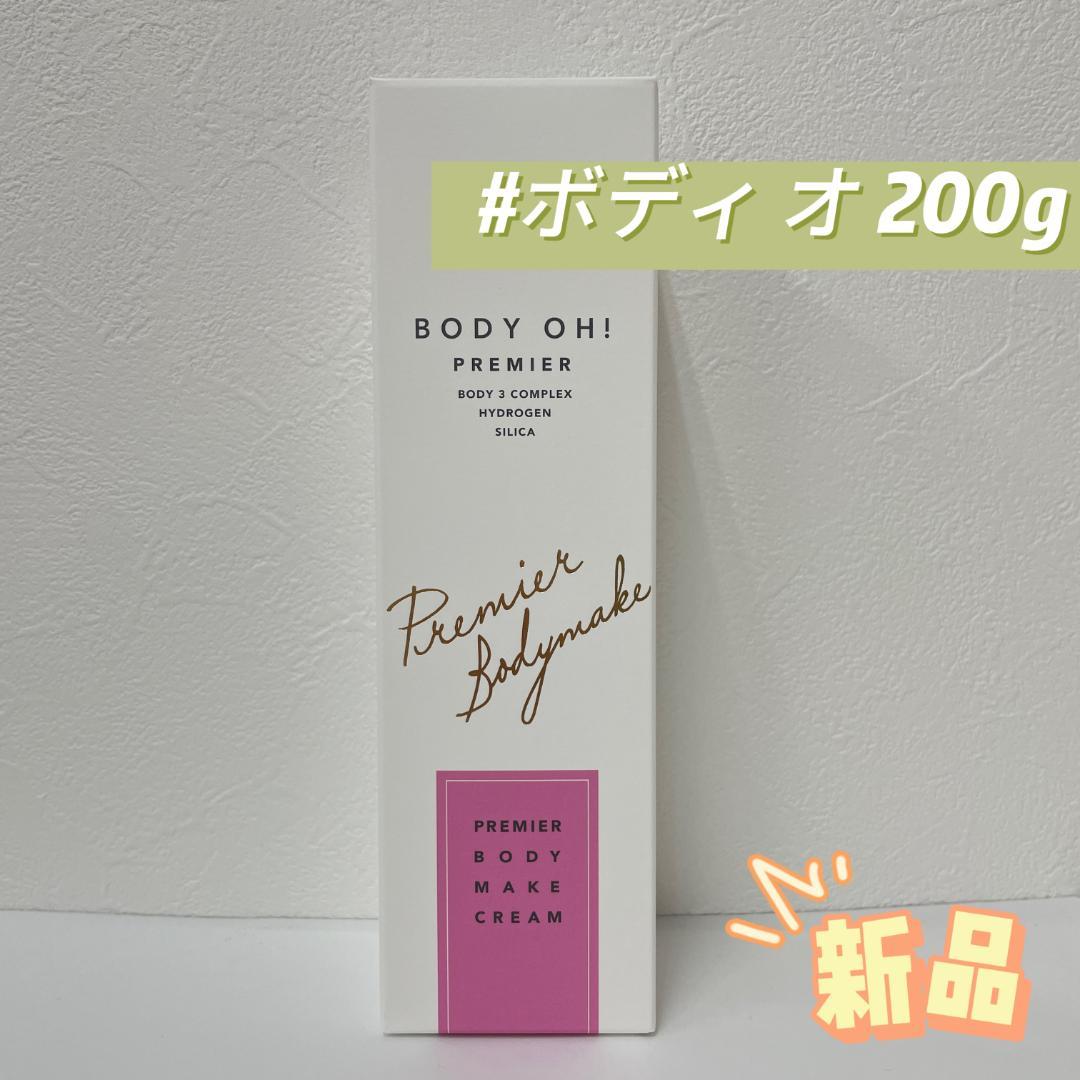 #ボディ オ 200g
BODY OH!
PREMIER
BODY 3 COMPLEX
HYDROGEN
SILICA
Premier
Bodymake
PREMIER
BODY
MAKE
CREAM
新品